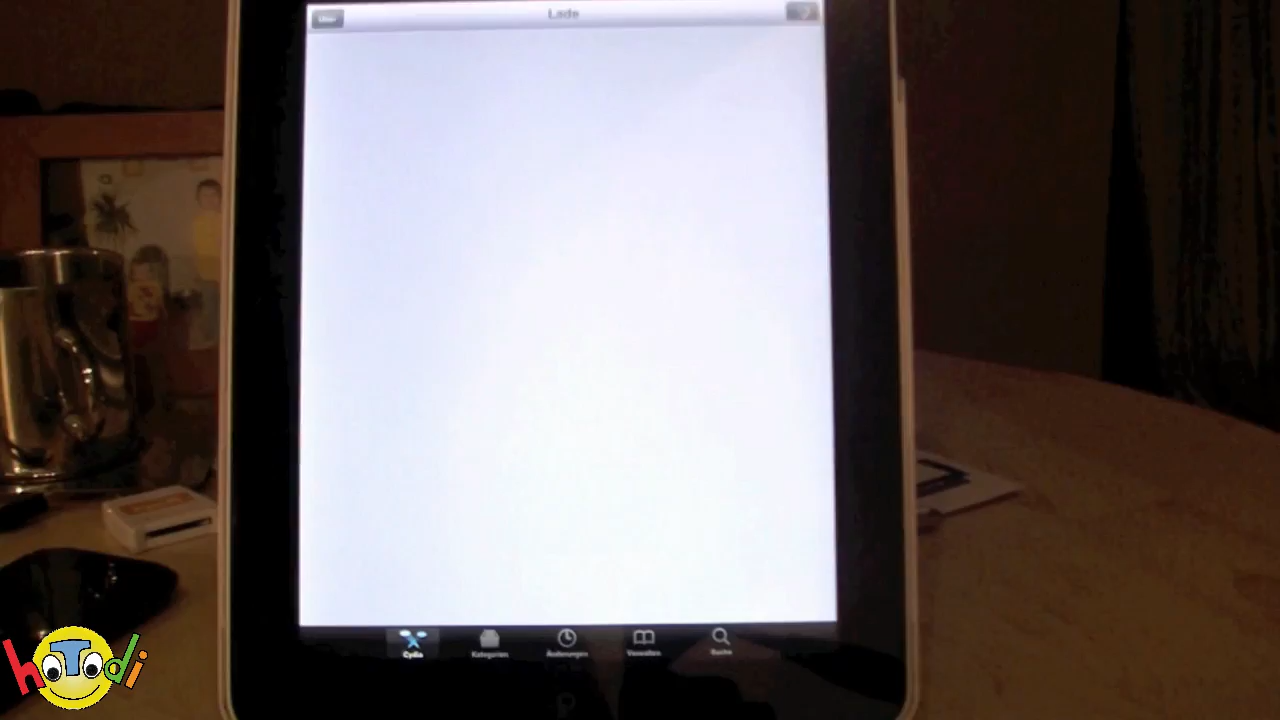 Lade
Cydia
Kategorien
Änderungen
Verwalten
Suche
hoTodi